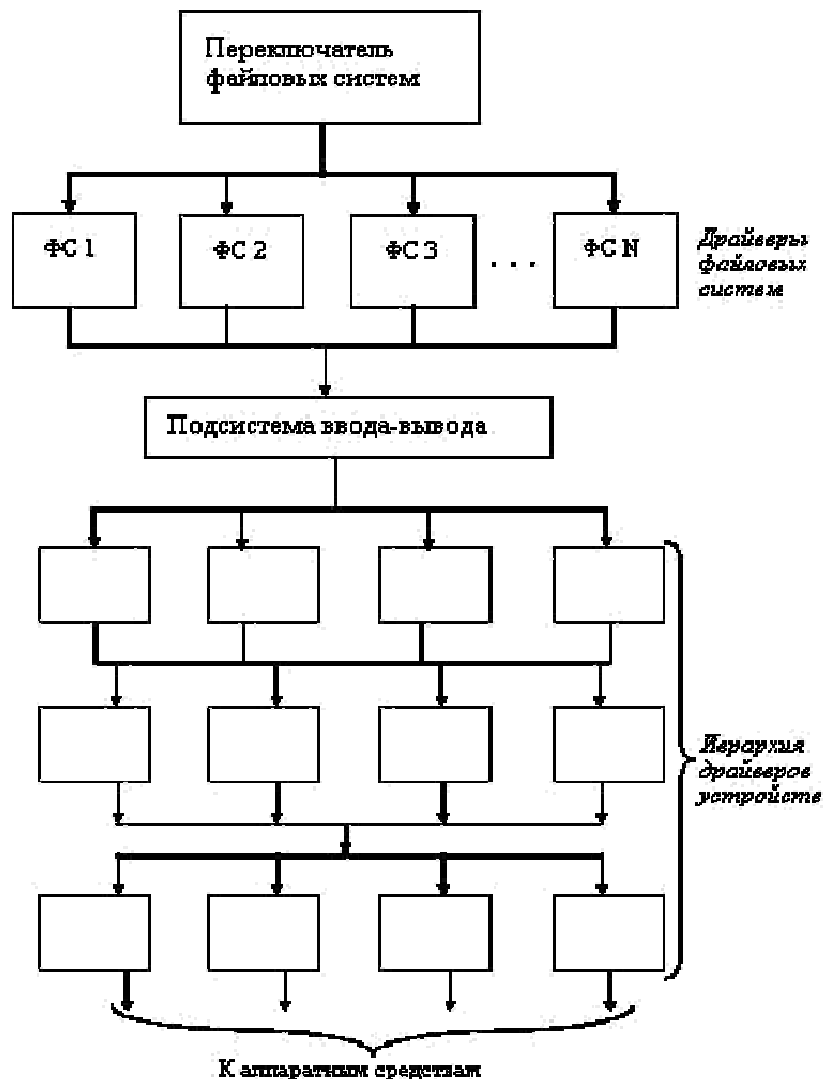 Переключатель
файловых систем
ФС 1
ФС 2
ФС 3
. . .
ФС N
Драйверы
файловых
систем
Подсистема ввода-вывода
Иерархия
драйверов
устройств
К аппаратным средствам